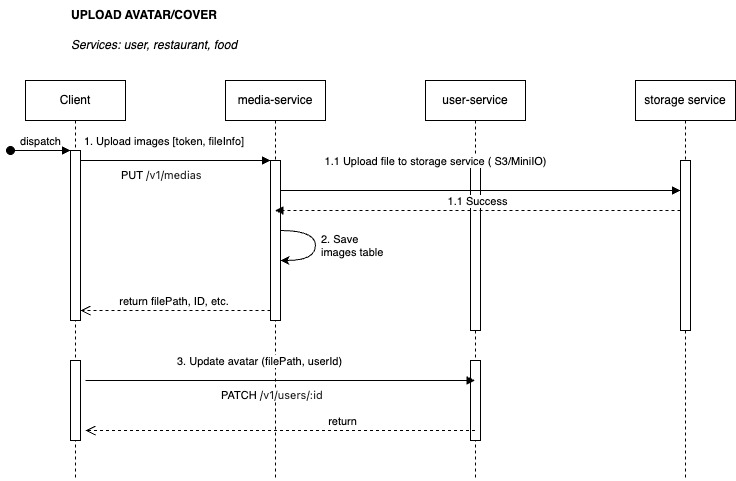 UPLOAD AVATAR/COVER
Services: user, restaurant, food
Client
media-service
user-service
storage service
dispatch
1. Upload images [token, fileInfo]
PUT /v1/medias
1.1 Upload file to storage service ( S3/MiniIO)
1.1 Success
2. Save
images table
return filePath, ID, etc.
3. Update avatar (filePath, userId)
PATCH /v1/users/:id
return